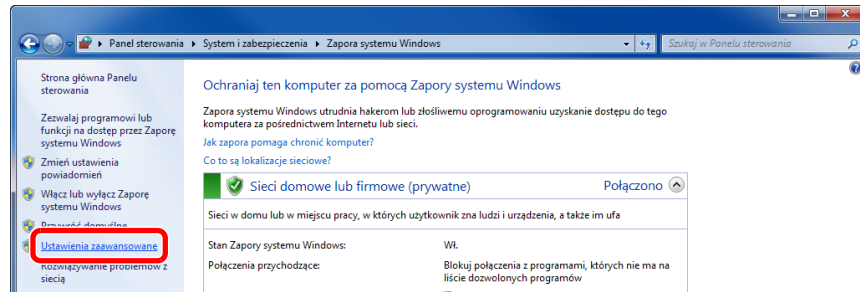 Panel sterowania ▸ System i zabezpieczenia ▸ Zapora systemu Windows
Szukaj w Panelu sterowania
Strona główna Panelu
sterowania
Zezwalaj programowi lub
funkcji na dostęp przez Zaporę
systemu Windows
Zmień ustawienia
powiadomień
Włącz lub wyłącz Zaporę
systemu Windows
Przywróć domyślne
Ustawienia zaawansowane
Rozwiązywanie problemów z
siecią
Ochraniaj ten komputer za pomocą Zapory systemu Windows
Zapora systemu Windows utrudnia hakerom lub złośliwemu oprogramowaniu uzyskanie dostępu do tego
komputera za pośrednictwem Internetu lub sieci.
Jak zapora pomaga chronić komputer?
Co to są lokalizacje sieciowe?
Sieci domowe lub firmowe (prywatne) Połączono
Sieci w domu lub w miejscu pracy, w których użytkownik zna ludzi i urządzenia, a także im ufa
Stan Zapory systemu Windows: Wł.
Połączenia przychodzące: Blokuj połączenia z programami, których nie ma na
liście dozwolonych programów